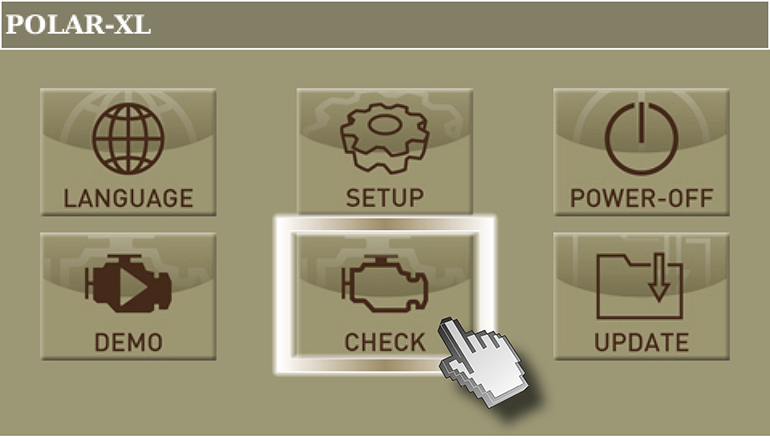 POLAR-XL
LANGUAGE
SETUP
POWER-OFF
DEMO
CHECK
UPDATE